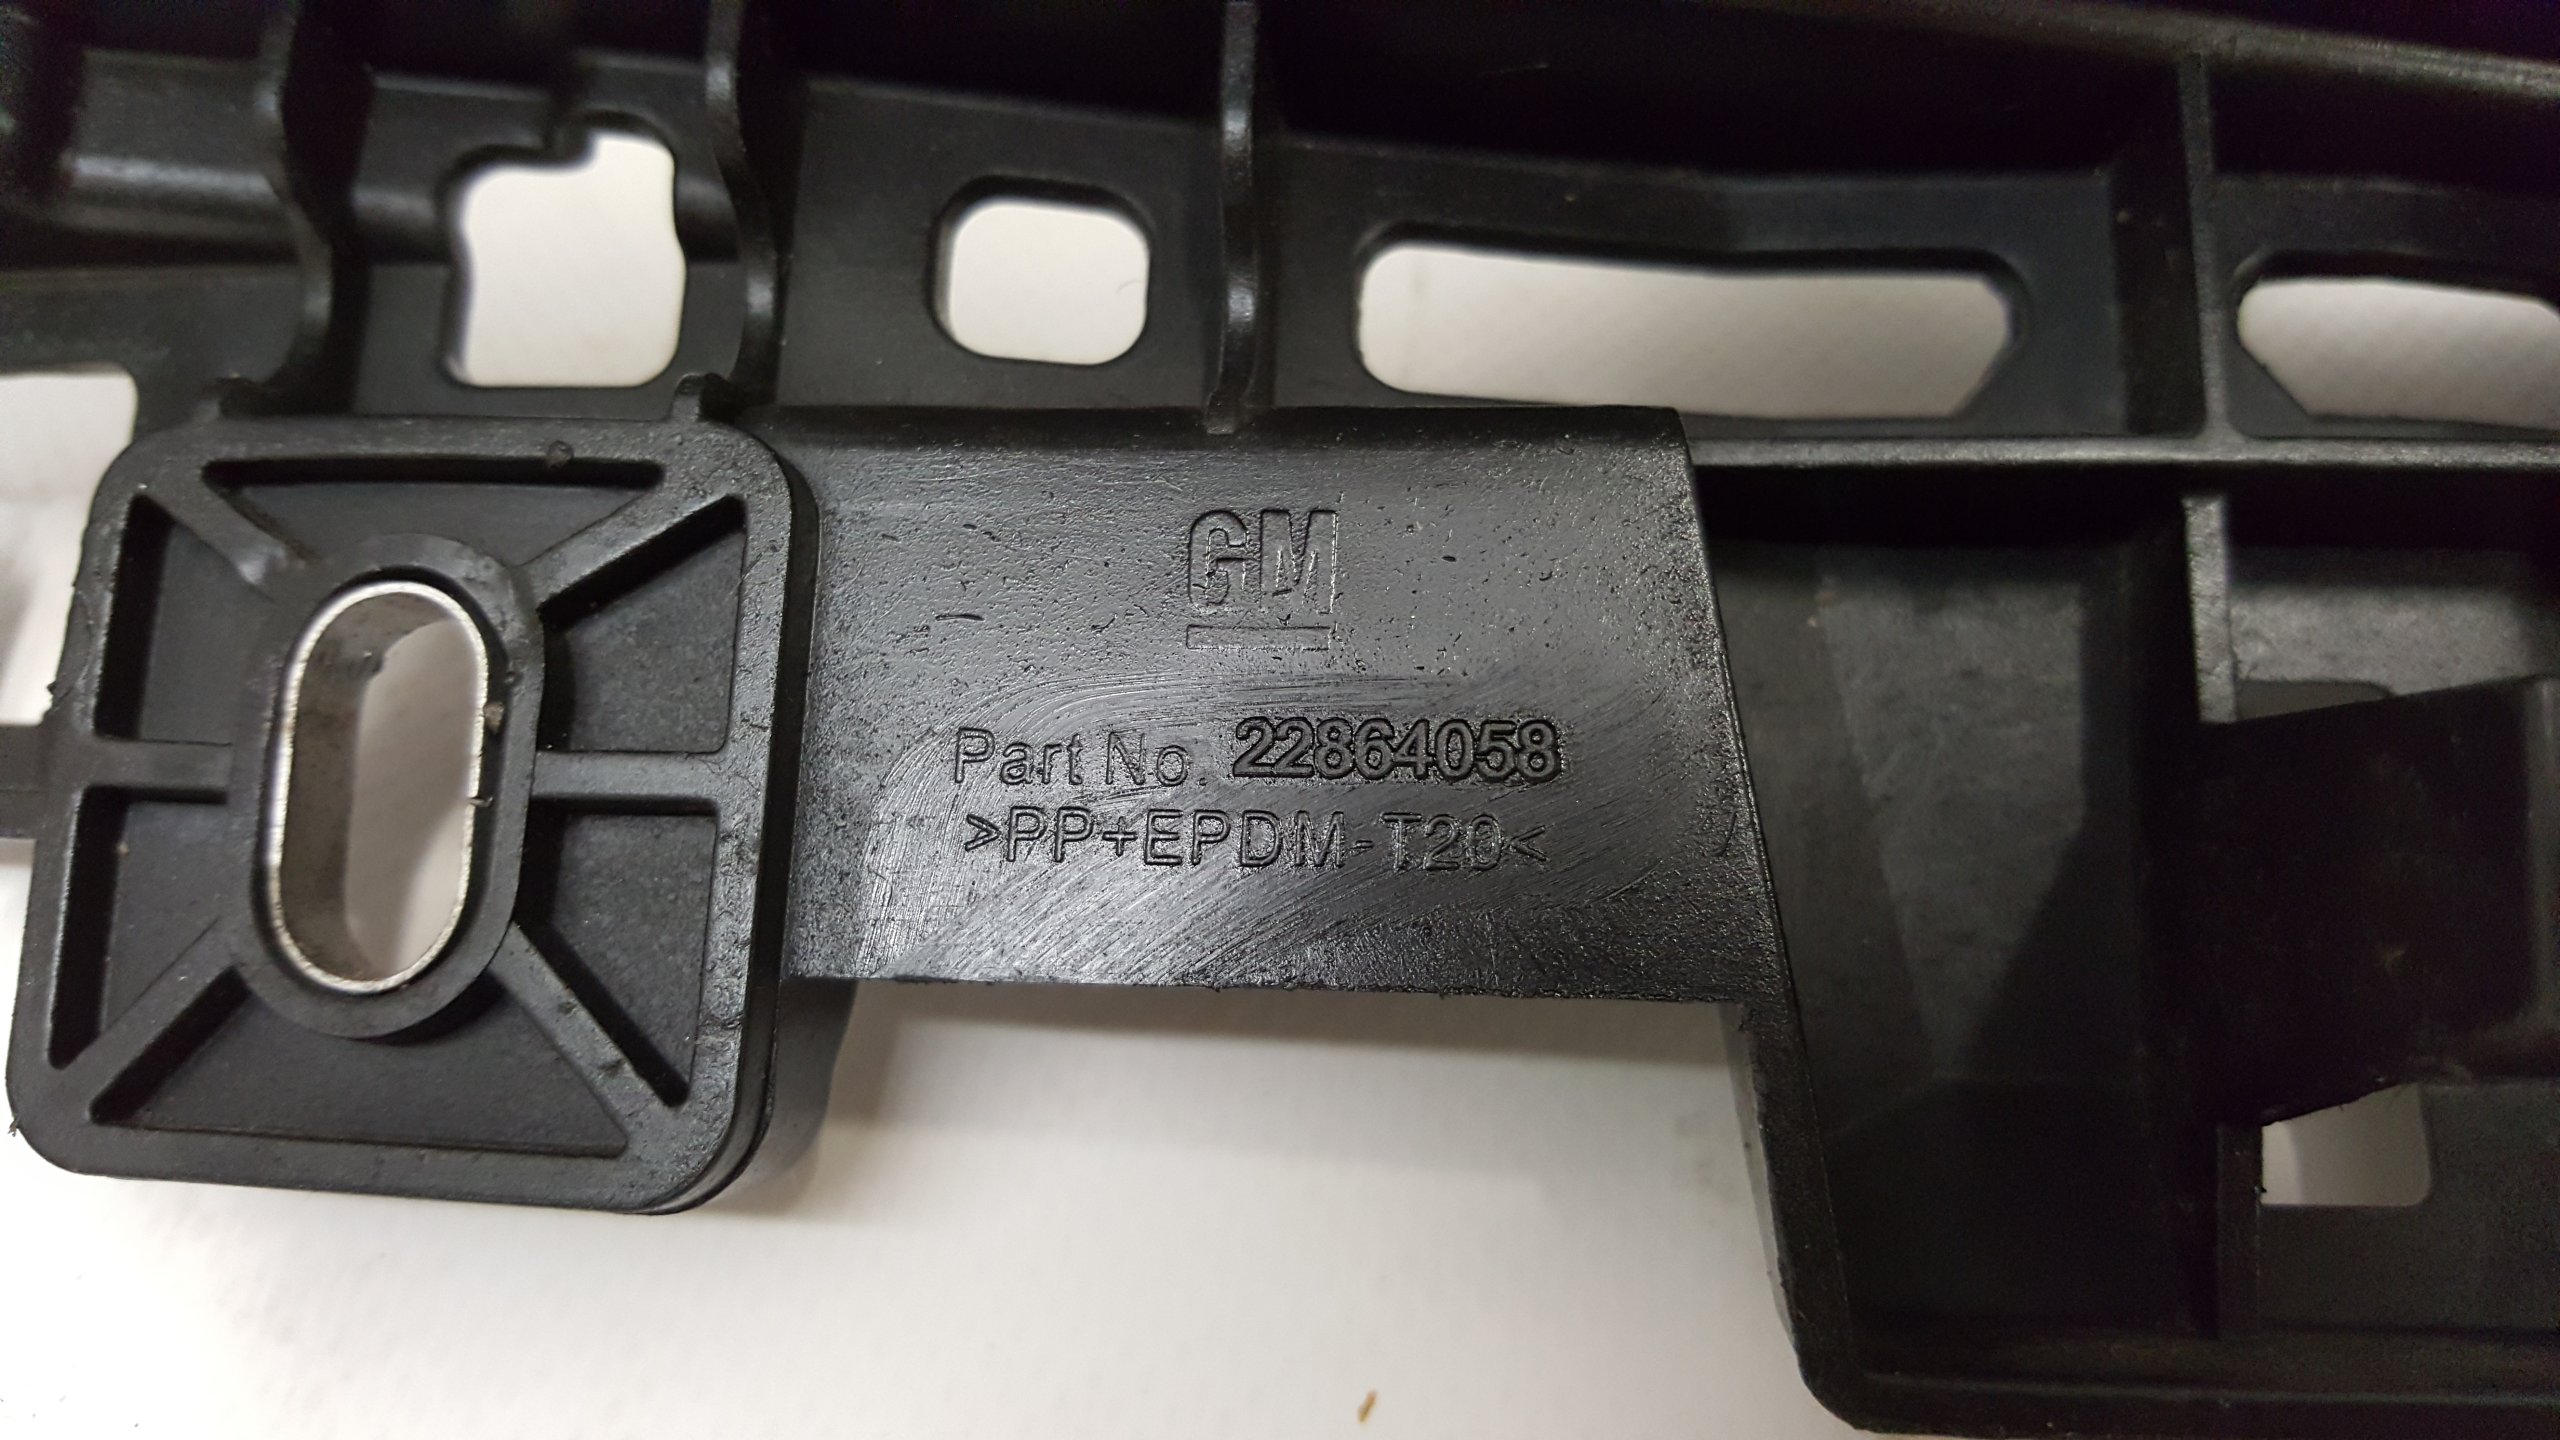 GM
Part No. 22864058
>PP+EPDM-T20<